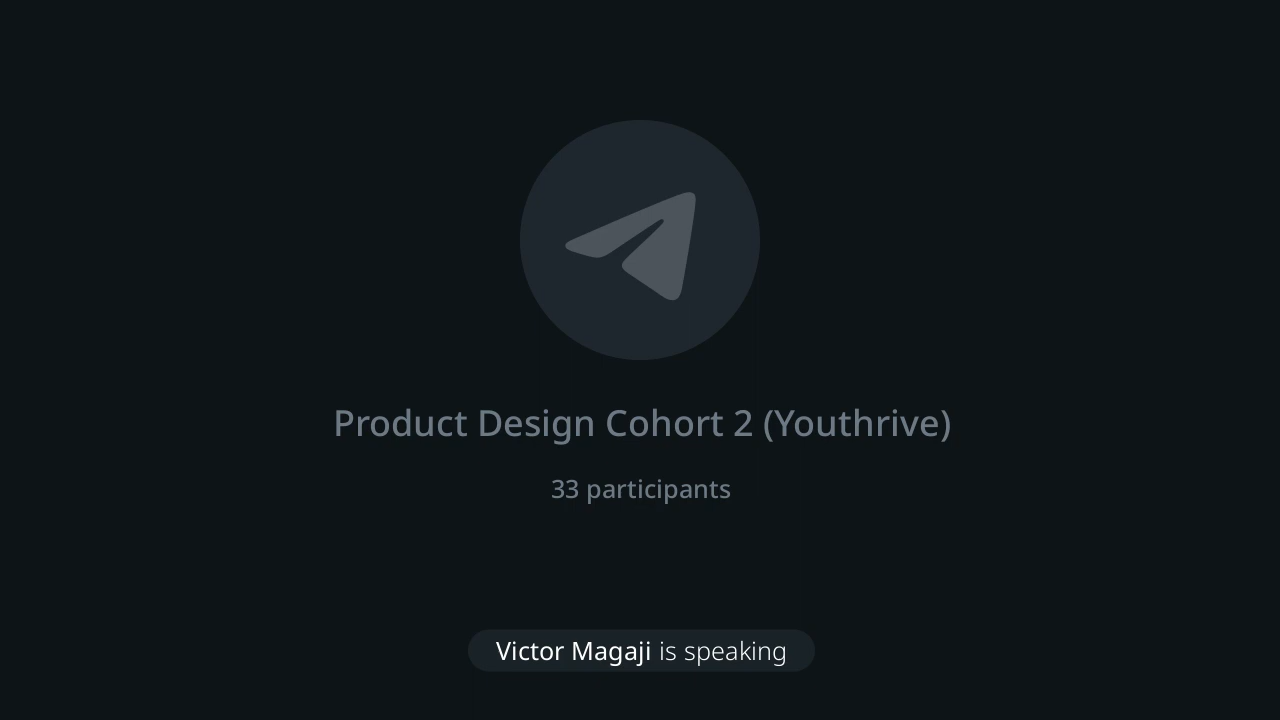 Product Design Cohort 2 (Youthrive)
33 participants
Victor Magaji is speaking